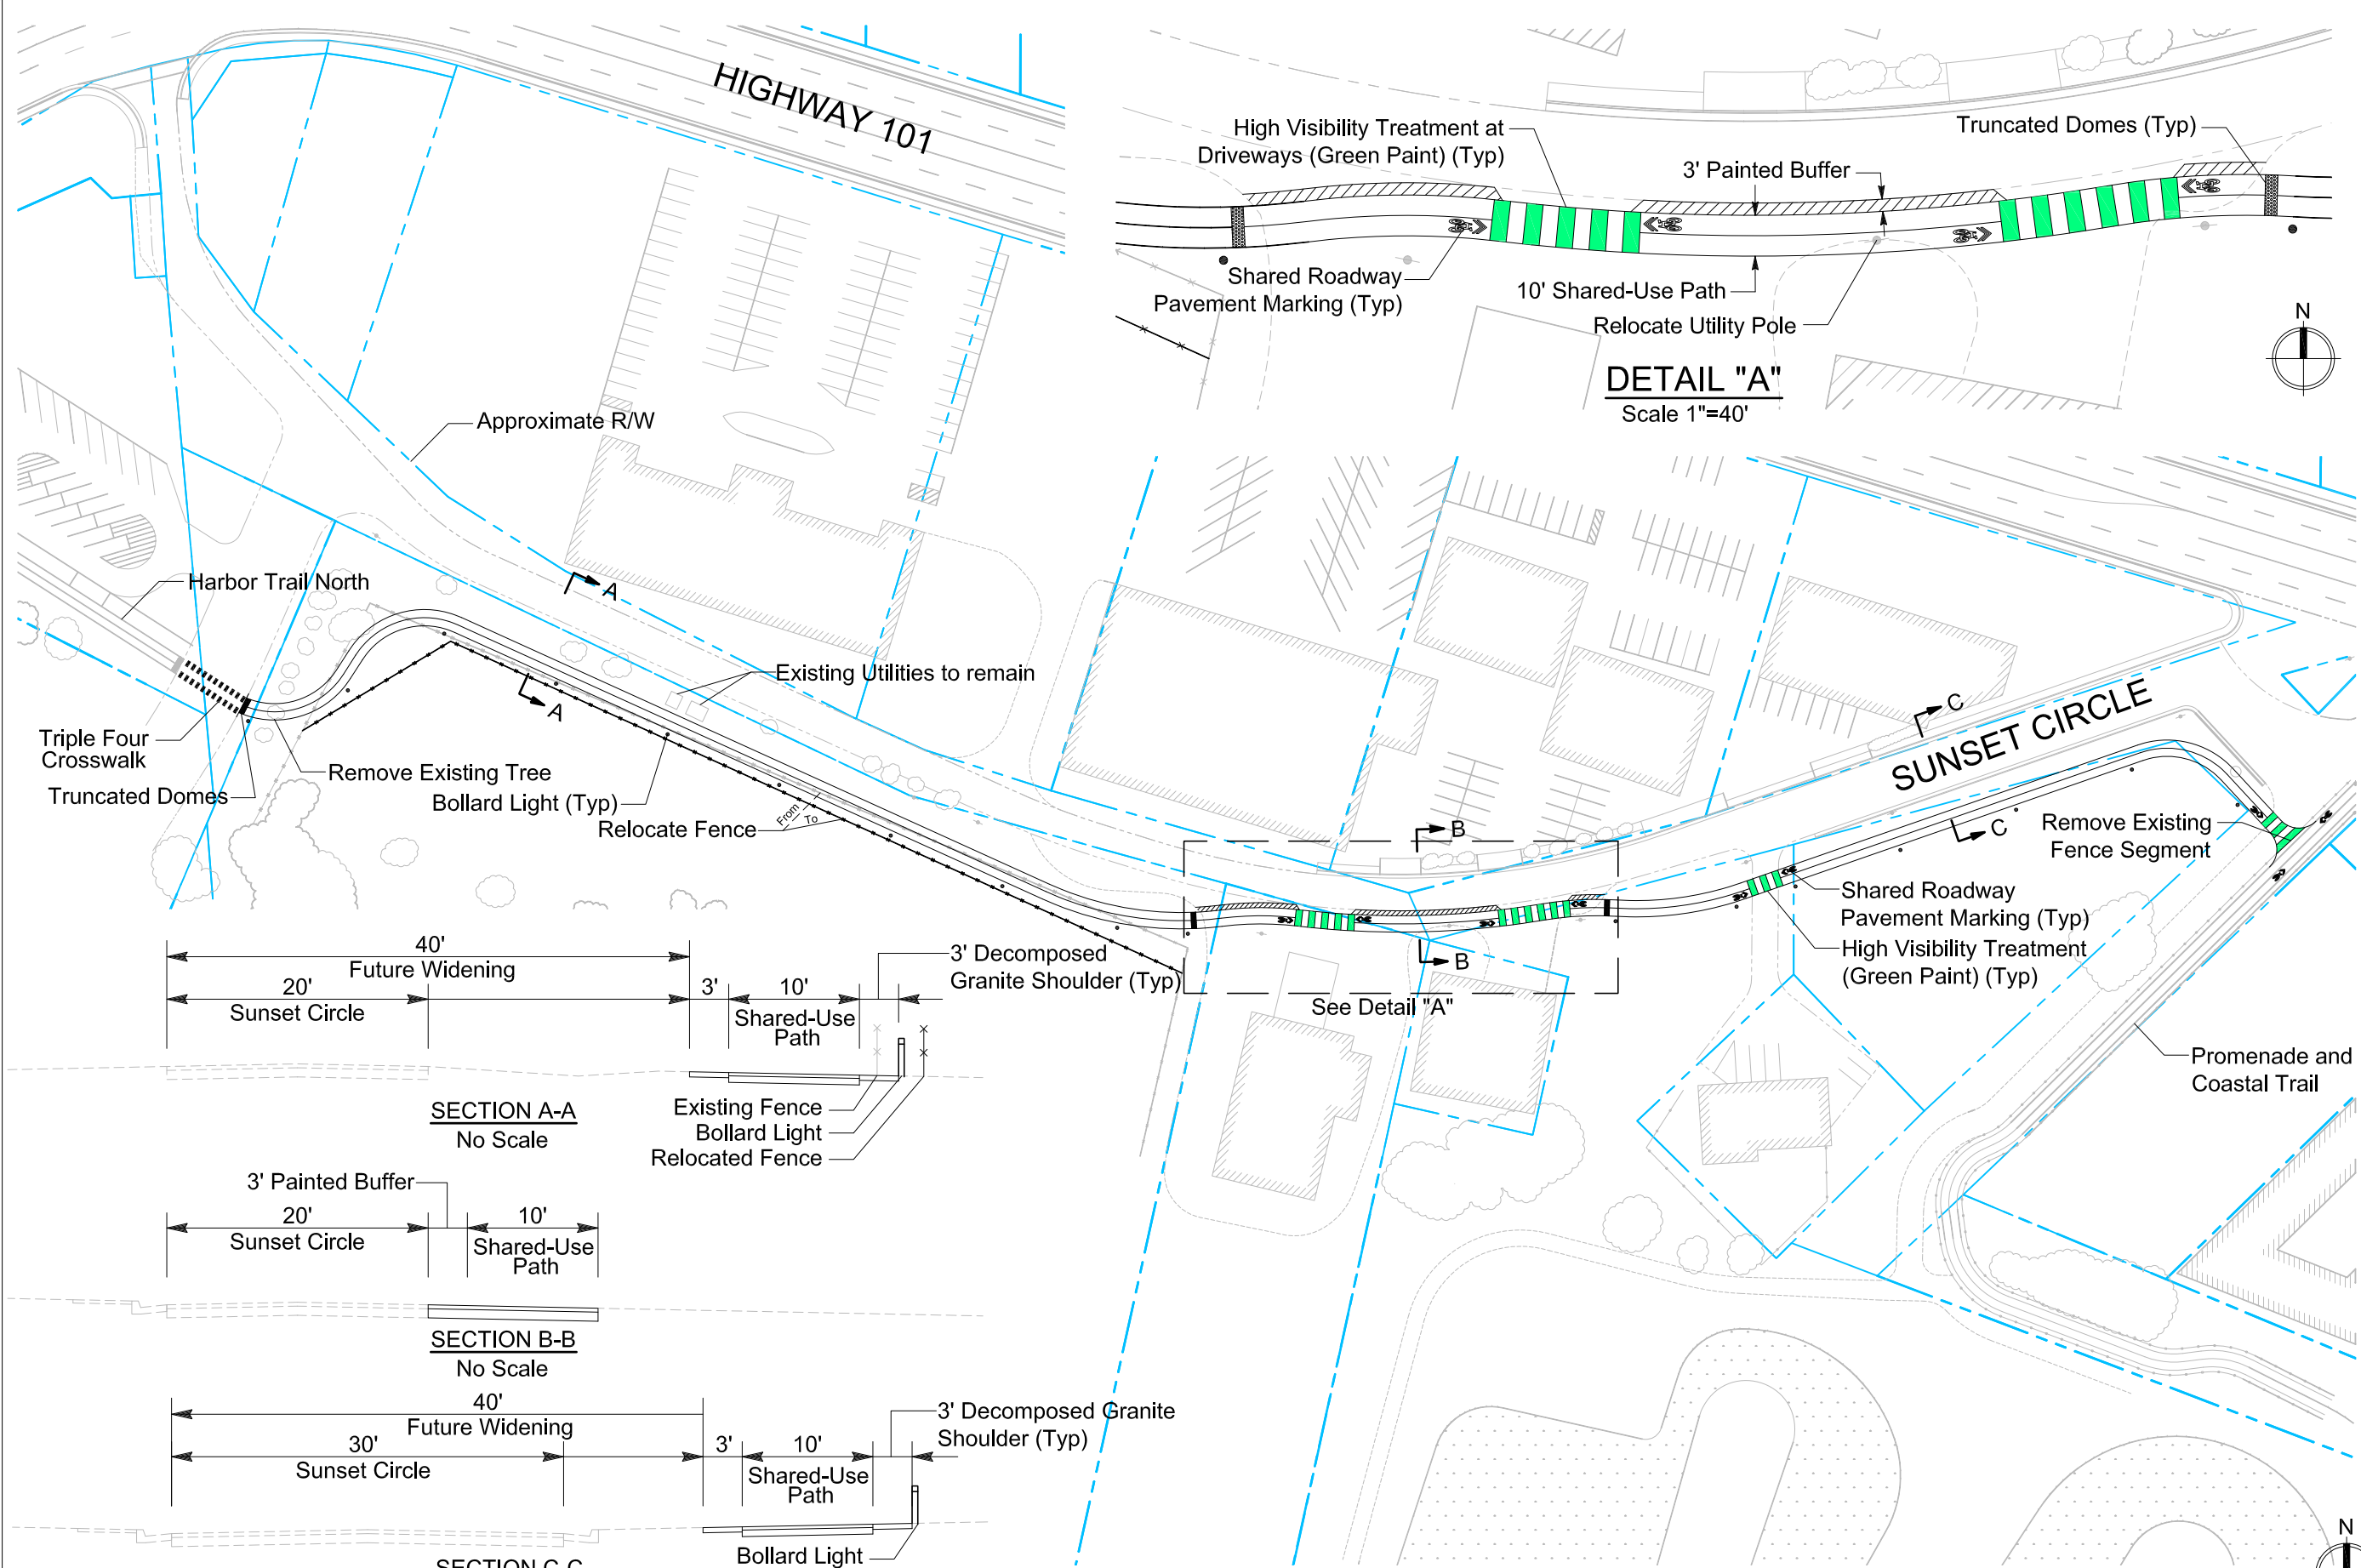 HIGHWAY 101
High Visibility Treatment at
Driveways (Green Paint) (Typ)
3' Painted Buffer
Truncated Domes (Typ)
Shared Roadway
Pavement Marking (Typ)
10' Shared-Use Path
Relocate Utility Pole
DETAIL "A"
Scale 1"=40'
N
Approximate R/W
Harbor Trail North
A
A
Existing Utilities to remain
Triple Four
Crosswalk
Truncated Domes
Remove Existing Tree
Bollard Light (Typ)
Relocate Fence
From
To
SUNSET CIRCLE
C
C
B
B
See Detail "A"
Remove Existing
Fence Segment
Shared Roadway
Pavement Marking (Typ)
High Visibility Treatment
(Green Paint) (Typ)
Promenade and
Coastal Trail
40'
Future Widening
20'
Sunset Circle
3'
10'
Shared-Use
Path
3' Decomposed
Granite Shoulder (Typ)
Existing Fence
Bollard Light
Relocated Fence
SECTION A-A
No Scale
3' Painted Buffer
20'
Sunset Circle
10'
Shared-Use
Path
SECTION B-B
No Scale
40'
Future Widening
30'
Sunset Circle
3'
10'
Shared-Use
Path
3' Decomposed Granite
Shoulder (Typ)
Bollard Light
SECTION C-C
N